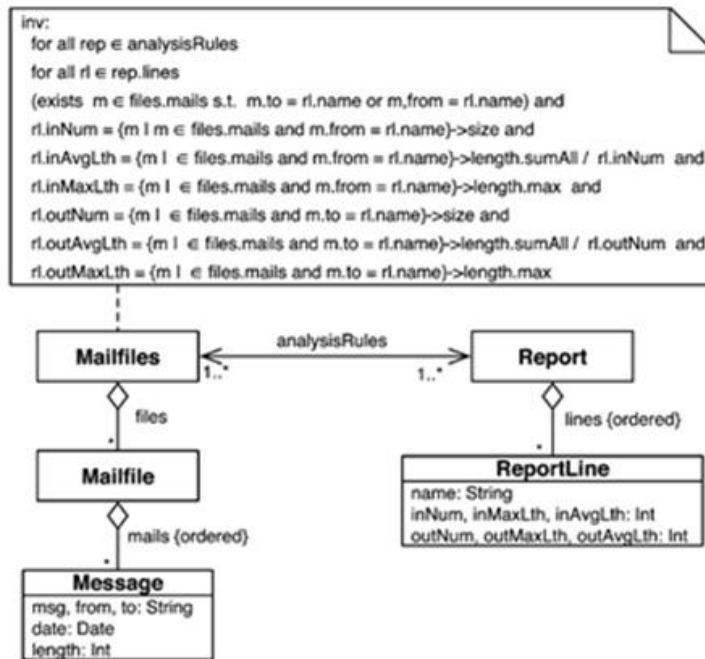 inv:
for all rep ∈ analysisRules
for all rl ∈ rep.lines
(exists m ∈ files.mails s.t. m.to = rl.name or m,from = rl.name) and
rl.inNum = {m | m ∈ files.mails and m.from = rl.name}->size and
rl.inAvgLth = {m | ∈ files.mails and m.from = rl.name}->length.sumAll / rl.inNum and
rl.inMaxLth = {m | ∈ files.mails and m.from = rl.name}->length.max and
rl.outNum = {m | ∈ files.mails and m.to = rl.name}->size and
rl.outAvgLth = {m | ∈ files.mails and m.to = rl.name}->length.sumAll / rl.outNum and
rl.outMaxLth = {m | ∈ files.mails and m.to = rl.name}->length.max
Mailfiles
analysisRules
1..*
1..*
Report
files
*
lines {ordered}
*
Mailfile
ReportLine
name: String
inNum, inMaxLth, inAvgLth: Int
outNum, outMaxLth, outAvgLth: Int
mails {ordered}
*
Message
msg, from, to: String
date: Date
length: Int